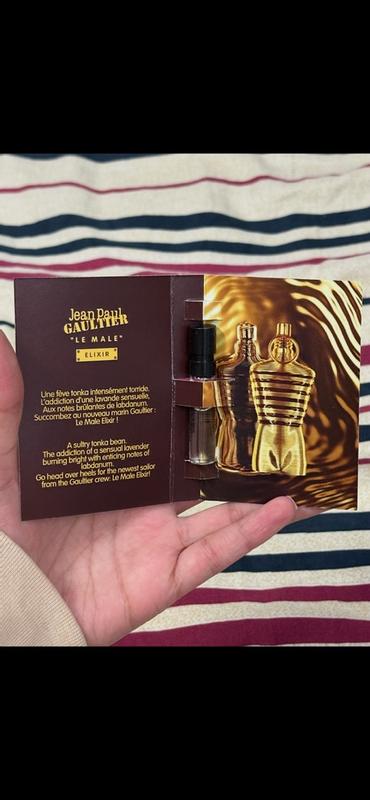 Jean Paul
GAULTIER
"LE MALE"
ELIXIR
Une fève tonka intensément torride.
L'addiction d'une lavande sensuelle,
Aux notes brûlantes de labdanum.
Succombez au nouveau marin Gaultier :
Le Male Elixir !
A sultry tonka bean.
The addiction of a sensual lavender
burning bright with enticing notes of
labdanum.
Go head over heels for the newest sailor
from the Gaultier crew: Le Male Elixir!